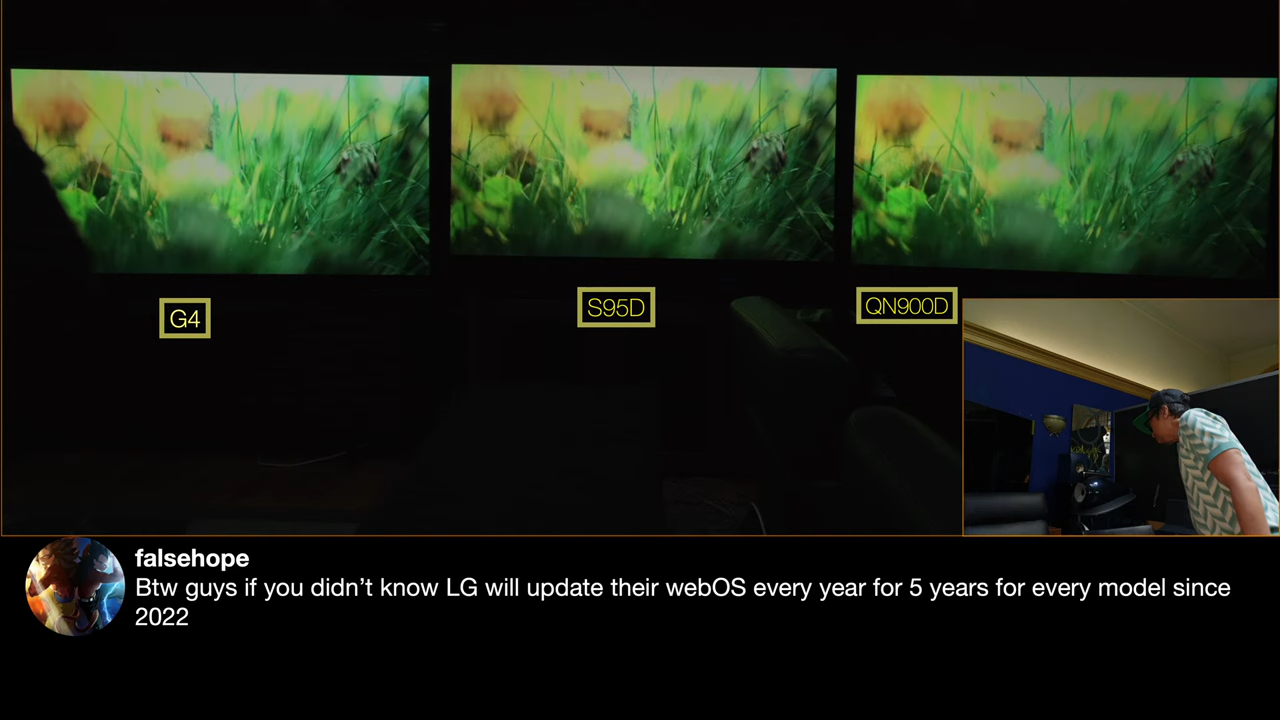 G4
S95D
QN900D
falsehope
Btw guys if you didn’t know LG will update their webOS every year for 5 years for every model since
2022